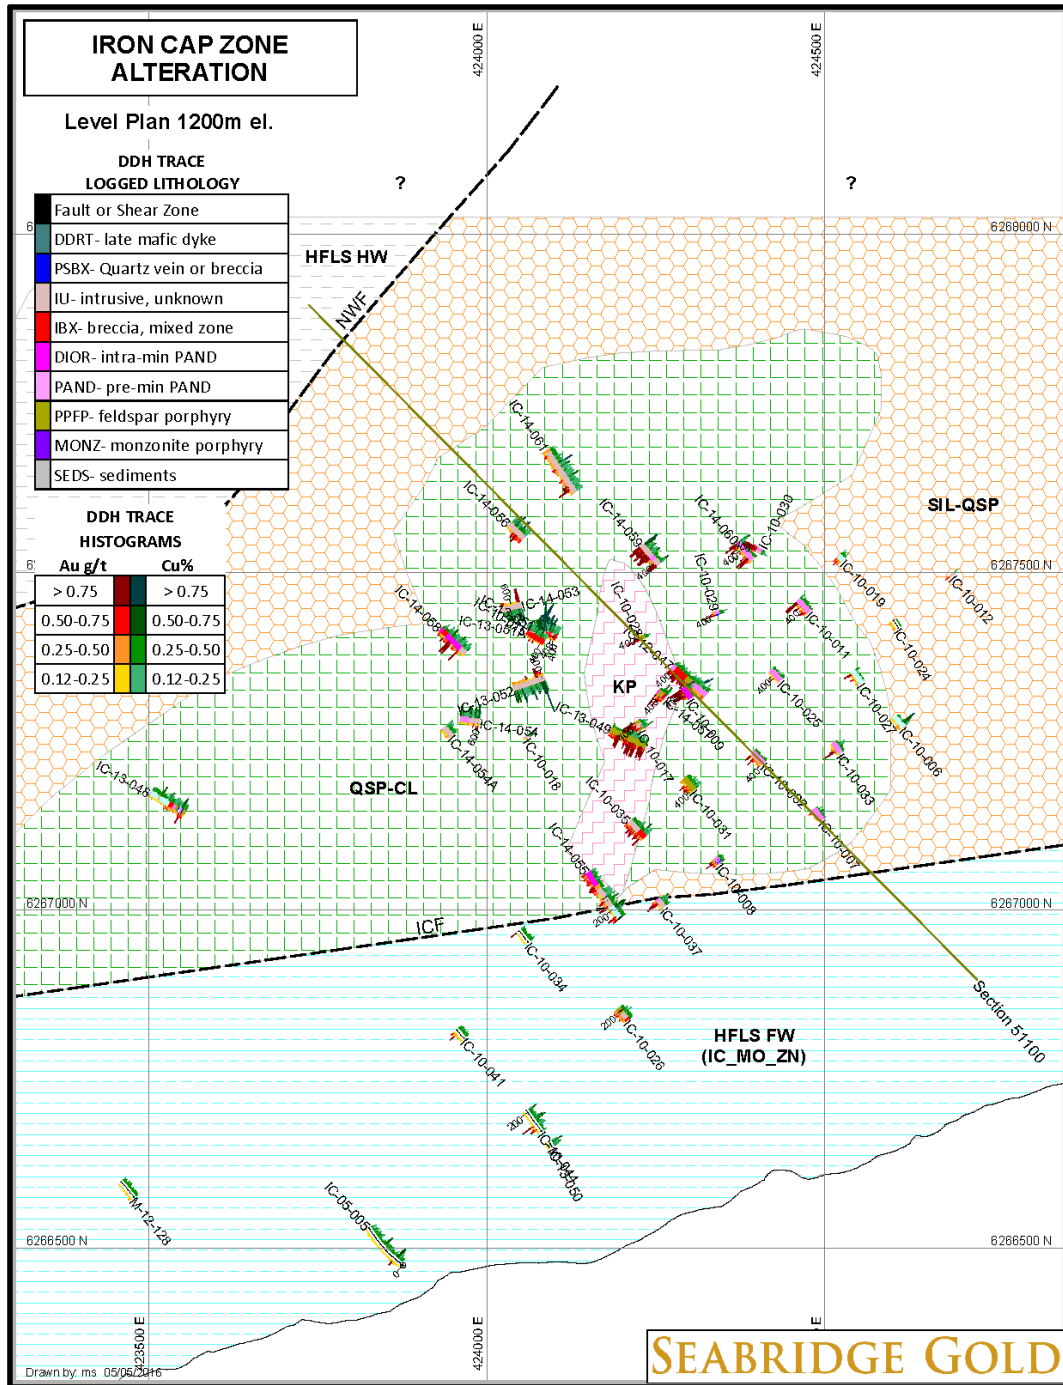 IRON CAP ZONE
ALTERATION
Level Plan 1200m el.
DDH TRACE
LOGGED LITHOLOGY
Fault or Shear Zone
DDRT- late mafic dyke
PSBX- Quartz vein or breccia
IU- intrusive, unknown
IBX- breccia, mixed zone
DIOR- intra-min PAND
PAND- pre-min PAND
PPFP- feldspar porphyry
MONZ- monzonite porphyry
SEDS- sediments
DDH TRACE
HISTOGRAMS
Au g/t Cu%
> 0.75 > 0.75
0.50-0.75 0.50-0.75
0.25-0.50 0.25-0.50
0.12-0.25 0.12-0.25
424000 E
424500 E
?
?
6268000 N
HFLS HW
NWF
IC-14-061
IC-14-056
IC-14-059
IC-14-060
IC-10-030
SIL-QSP
6267500 N
IC-10-019
IC-10-012
IC-10-029
IC-14-053
IC-13-051A
IC-10-028
IC-10-011
IC-10-024
KP
IC-13-052
IC-14-054
IC-14-054A
IC-13-049
IC-10-009
IC-10-025
IC-10-027
IC-10-006
IC-10-018
IC-10-033
IC-13-048
QSP-CL
IC-10-035
IC-10-031
IC-10-032
IC-10-007
IC-14-055
IC-10-008
6267000 N
6267000 N
ICF
IC-10-037
IC-10-034
Section 51100
IC-10-026
HFLS FW
(IC_MO_ZN)
IC-10-041
IC-13-050
M-12-128
IC-05-005
6266500 N
6266500 N
423500 E
424000 E
Drawn by: ms 05/05/2016
SEABRIDGE GOLD